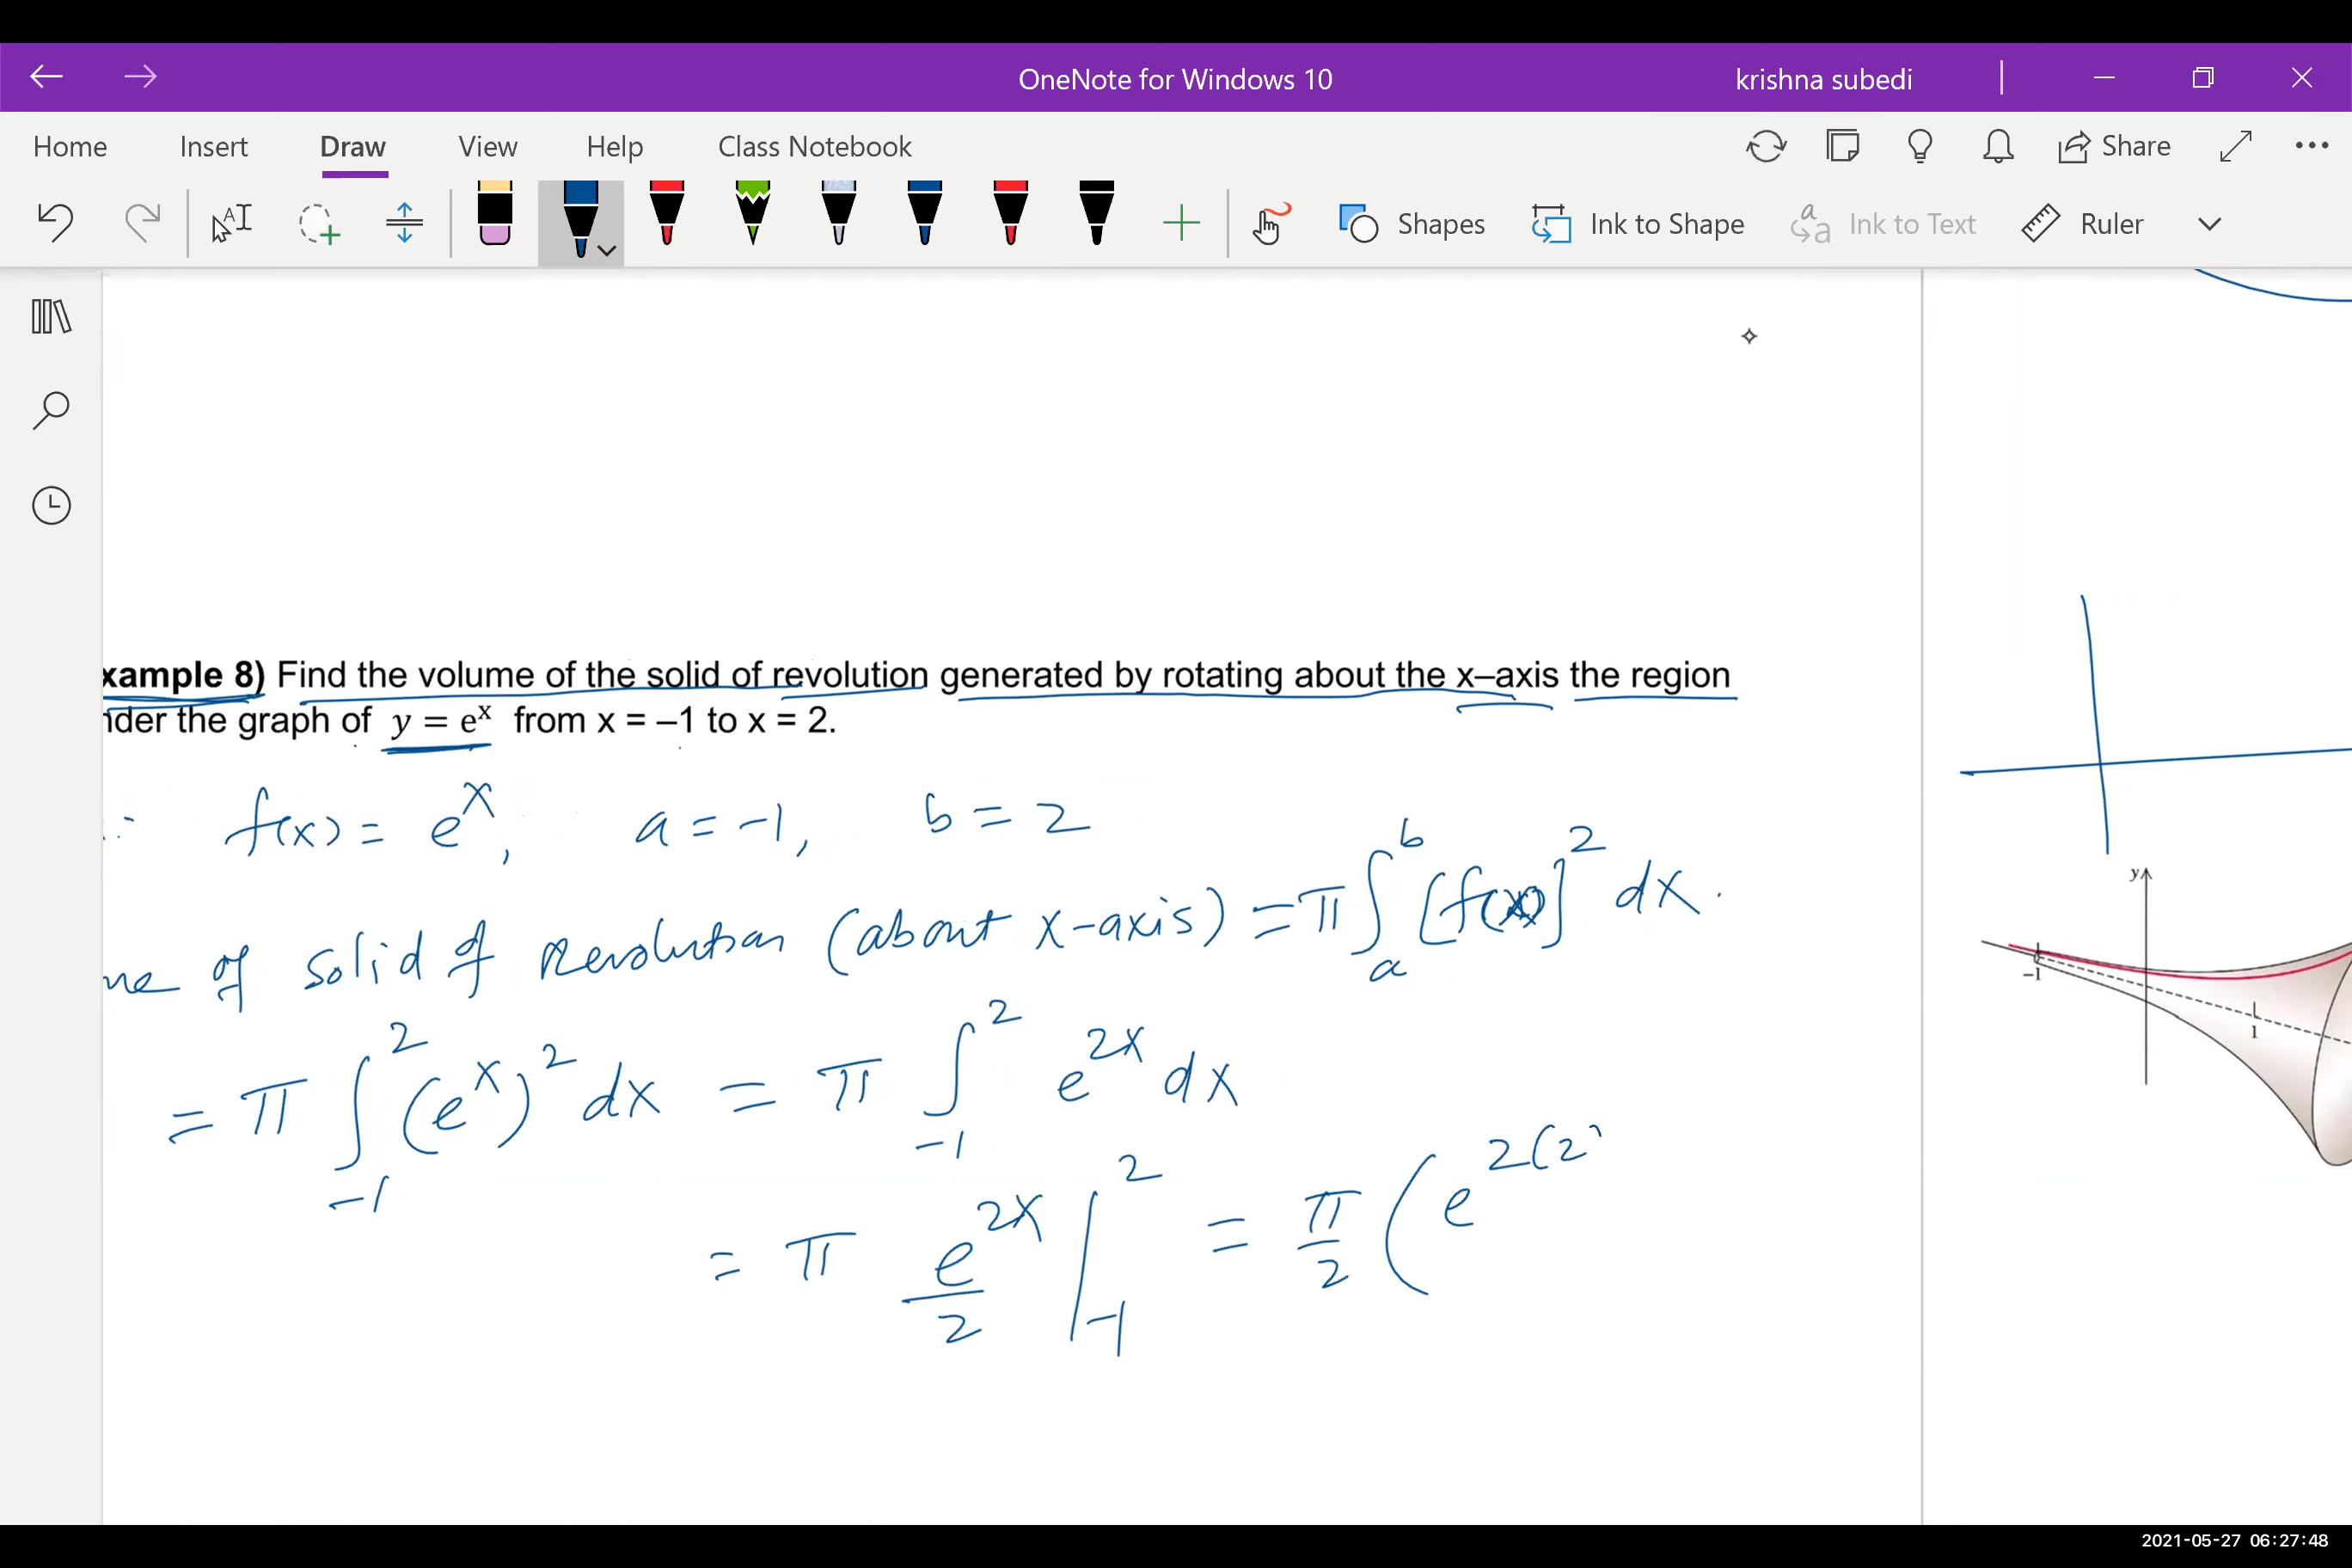 OneNote for Windows 10
krishna subedi
Home Insert Draw View Help Class Notebook Share
Shapes Ink to Shape Ink to Text Ruler
xample 8) Find the volume of the solid of revolution generated by rotating about the x–axis the region
nder the graph of y = eˣ from x = –1 to x = 2.
f(x) = e^x, a = -1, b = 2
me of solid of Revolution (about x-axis) = π ∫_a^b [f(x)]^2 dx.
= π ∫_{-1}^2 (e^x)^2 dx = π ∫_{-1}^2 e^{2x} dx
= π e^{2x}/2 |_{-1}^2 = π/2 (e^{2(2)
y
-1
1
2021-05-27 06:27:48